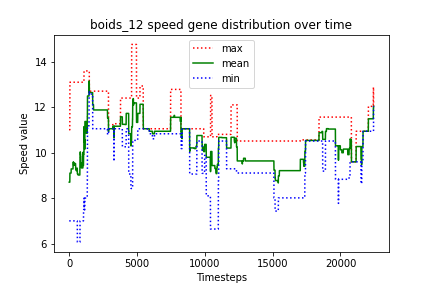 boids_12 speed gene distribution over time
max
mean
min
Speed value
14
12
10
8
6
0
5000
10000
15000
20000
Timesteps